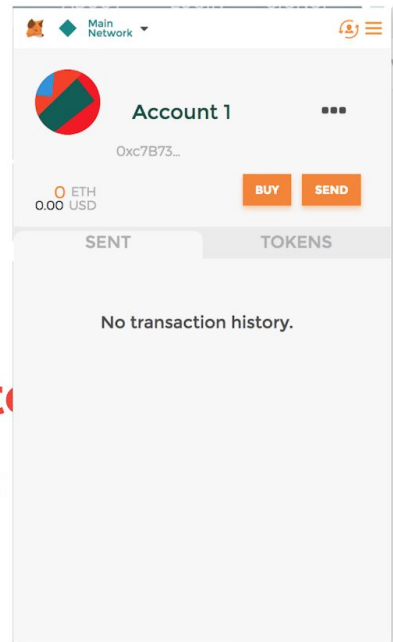 Main
Network
Account 1
0xc7B73...
0 ETH
0.00 USD
BUY
SEND
SENT
TOKENS
No transaction history.